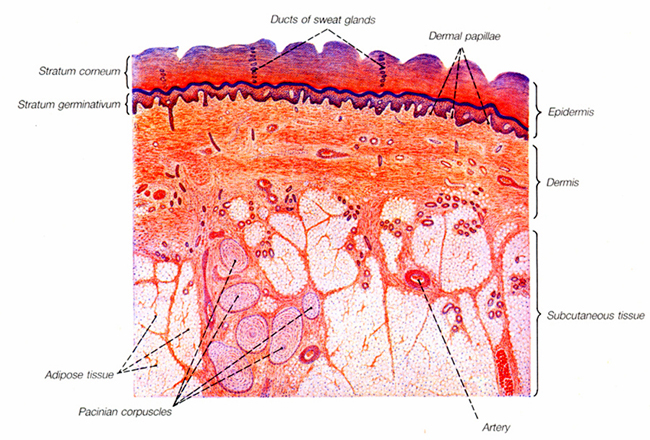 Ducts of sweat glands
Dermal papillae
Stratum corneum
Stratum germinativum
Epidermis
Dermis
Subcutaneous tissue
Adipose tissue
Pacinian corpuscles
Artery